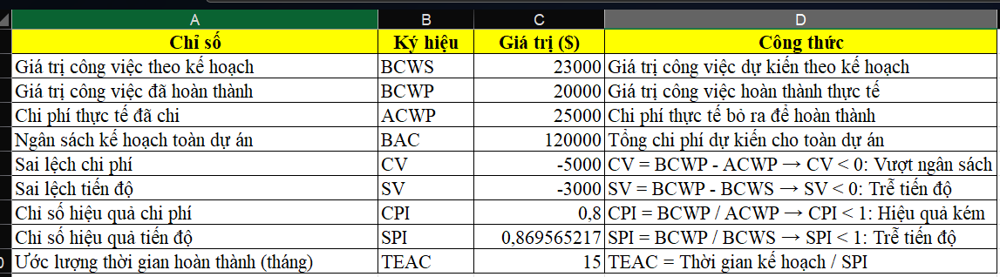 A B C D
Chỉ số Ký hiệu Giá trị ($) Công thức
Giá trị công việc theo kế hoạch BCWS 23000 Giá trị công việc dự kiến theo kế hoạch
Giá trị công việc đã hoàn thành BCWP 20000 Giá trị công việc hoàn thành thực tế
Chi phí thực tế đã chi ACWP 25000 Chi phí thực tế bỏ ra để hoàn thành
Ngân sách kế hoạch toàn dự án BAC 120000 Tổng chi phí dự kiến cho toàn dự án
Sai lệch chi phí CV -5000 CV = BCWP - ACWP → CV < 0: Vượt ngân sách
Sai lệch tiến độ SV -3000 SV = BCWP - BCWS → SV < 0: Trễ tiến độ
Chỉ số hiệu quả chi phí CPI 0,8 CPI = BCWP / ACWP → CPI < 1: Hiệu quả kém
Chỉ số hiệu quả tiến độ SPI 0,869565217 SPI = BCWP / BCWS → SPI < 1: Trễ tiến độ
Ước lượng thời gian hoàn thành (tháng) TEAC 15 TEAC = Thời gian kế hoạch / SPI